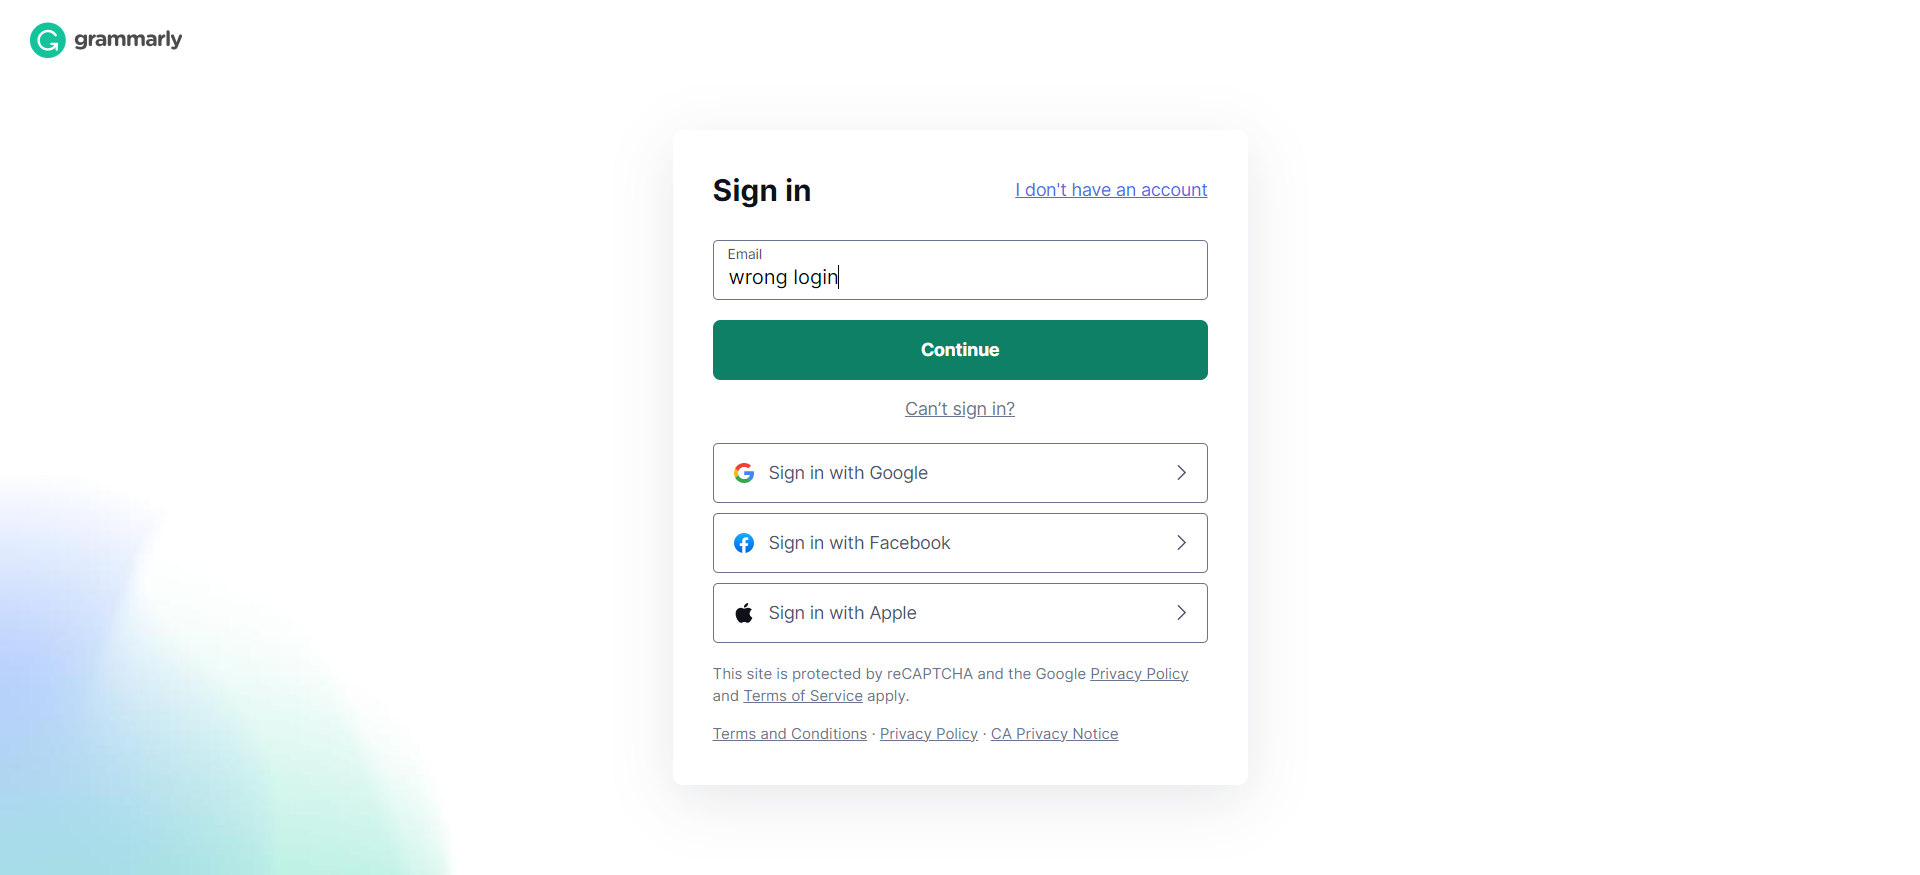 grammarly
Sign in
I don't have an account
Email
wrong login
Continue
Can’t sign in?
Sign in with Google
Sign in with Facebook
Sign in with Apple
This site is protected by reCAPTCHA and the Google Privacy Policy
and Terms of Service apply.
Terms and Conditions · Privacy Policy · CA Privacy Notice